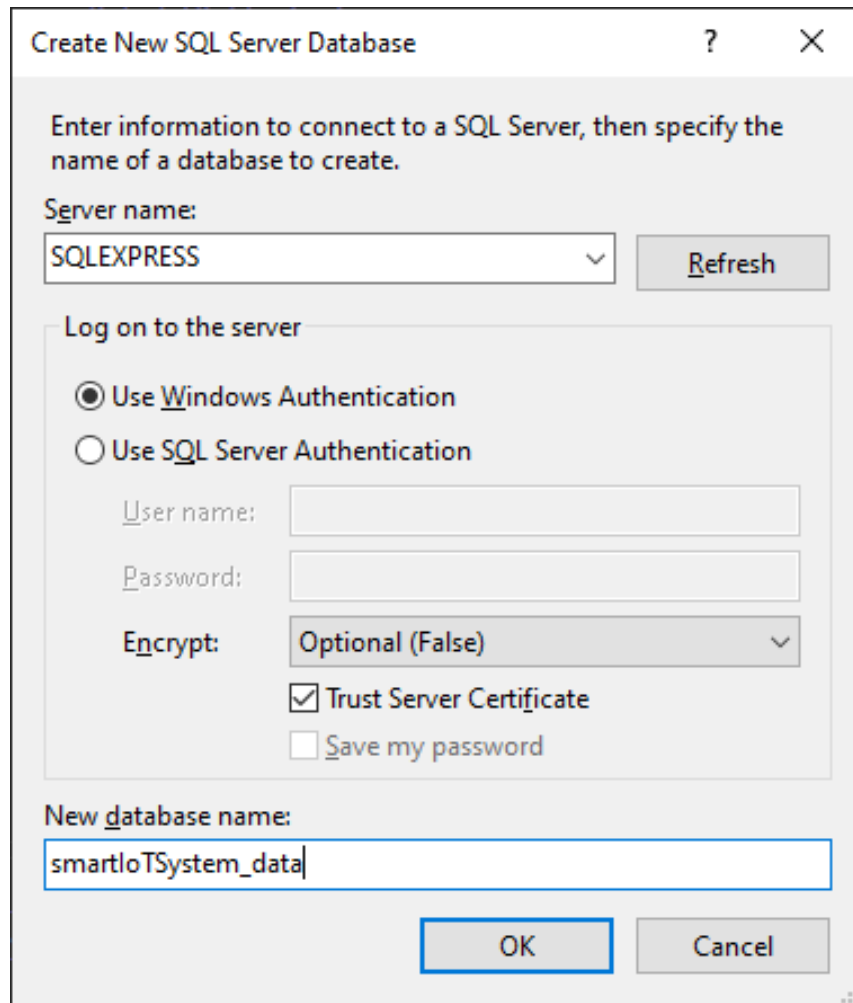 Create New SQL Server Database ?
Enter information to connect to a SQL Server, then specify the
name of a database to create.
Server name:
SQLEXPRESS
Refresh
Log on to the server
Use Windows Authentication
Use SQL Server Authentication
User name:
Password:
Encrypt: Optional (False)
Trust Server Certificate
Save my password
New database name:
smartIoTSystem_data
OK Cancel